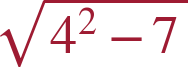 √(4² − 7)